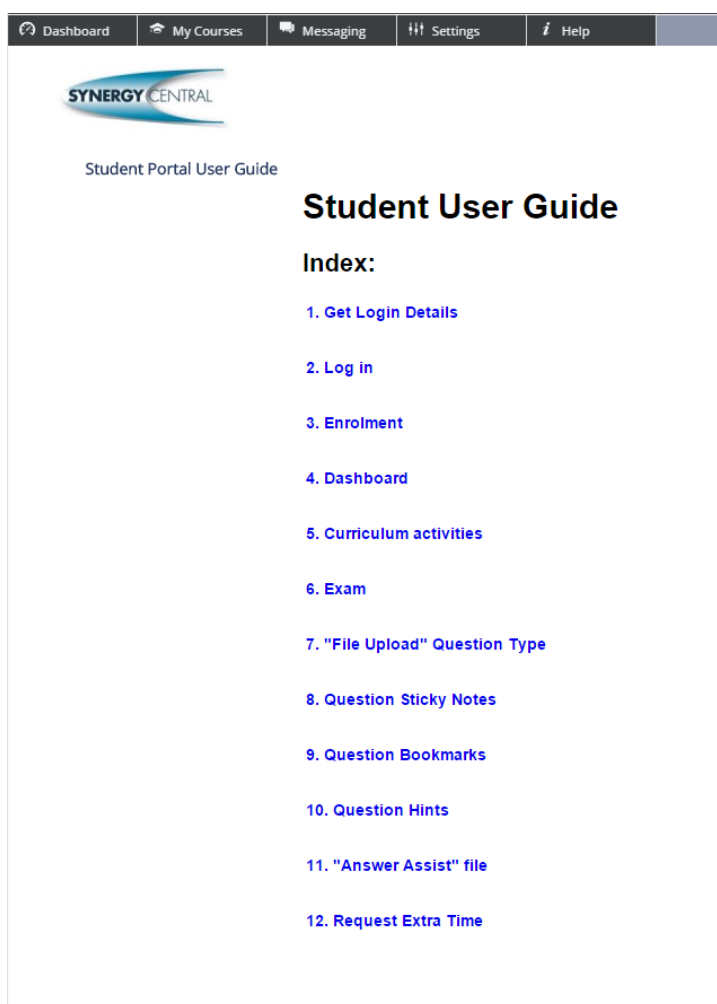 Dashboard My Courses Messaging Settings Help
SYNERGY CENTRAL
Student Portal User Guide
Student User Guide
Index:
1. Get Login Details
2. Log in
3. Enrolment
4. Dashboard
5. Curriculum activities
6. Exam
7. "File Upload" Question Type
8. Question Sticky Notes
9. Question Bookmarks
10. Question Hints
11. "Answer Assist" file
12. Request Extra Time